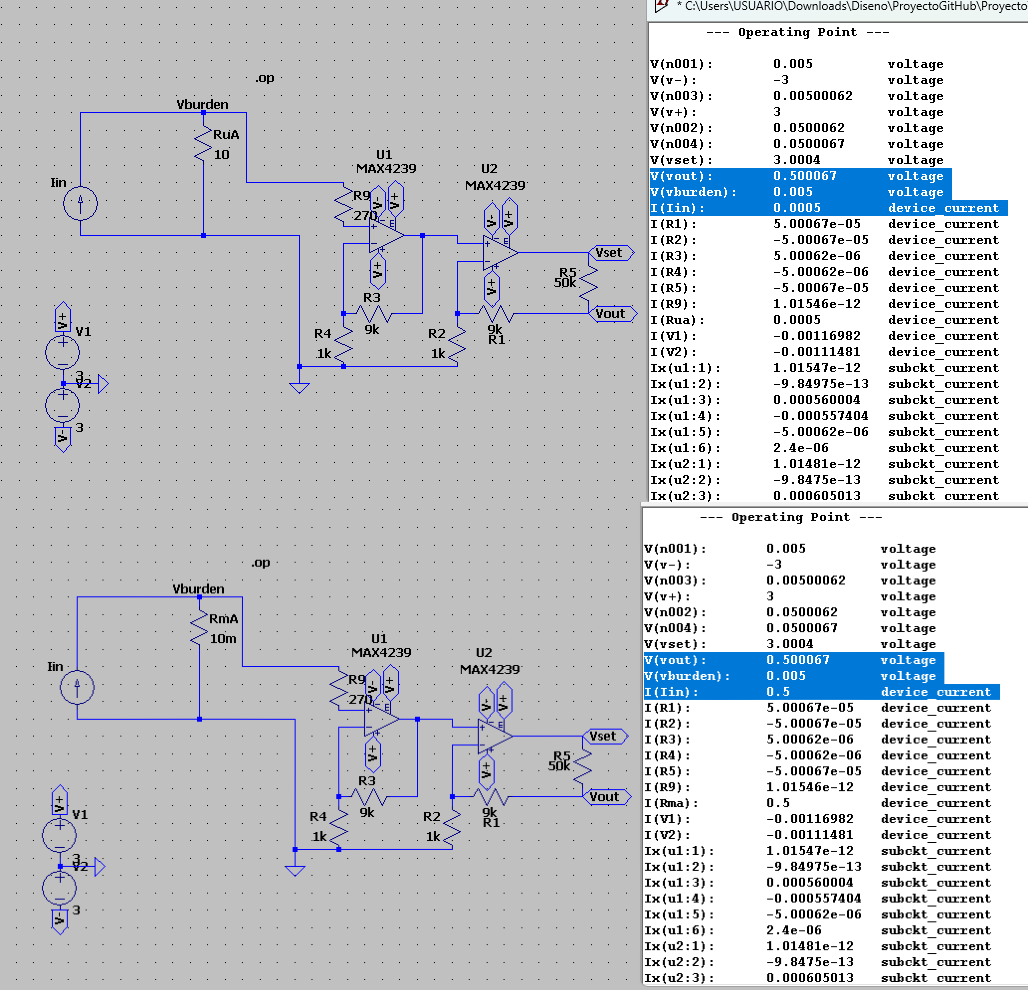 * C:\Users\USUARIO\Downloads\Diseno\ProyectoGitHub\Proyecto
.op
Vburden
RuA
10
Iin
R9
270
V-
V+
U1
MAX4239
+
-
E
V+
U2
MAX4239
V-
V+
+
-
E
V+
Vset
R5
50k
Vout
R3
9k
R4
1k
R2
1k
9k
R1
V+
V1
3
V2
3
V-
--- Operating Point ---
V(n001): 0.005 voltage
V(v-): -3 voltage
V(n003): 0.00500062 voltage
V(v+): 3 voltage
V(n002): 0.0500062 voltage
V(n004): 0.0500067 voltage
V(vset): 3.0004 voltage
V(vout): 0.500067 voltage
V(vburden): 0.005 voltage
I(Iin): 0.0005 device_current
I(R1): 5.00067e-05 device_current
I(R2): -5.00067e-05 device_current
I(R3): 5.00062e-06 device_current
I(R4): -5.00062e-06 device_current
I(R5): -5.00067e-05 device_current
I(R9): 1.01546e-12 device_current
I(Rua): 0.0005 device_current
I(V1): -0.00116982 device_current
I(V2): -0.00111481 device_current
Ix(u1:1): 1.01547e-12 subckt_current
Ix(u1:2): -9.84975e-13 subckt_current
Ix(u1:3): 0.000560004 subckt_current
Ix(u1:4): -0.000557404 subckt_current
Ix(u1:5): -5.00062e-06 subckt_current
Ix(u1:6): 2.4e-06 subckt_current
Ix(u2:1): 1.01481e-12 subckt_current
Ix(u2:2): -9.8475e-13 subckt_current
Ix(u2:3): 0.000605013 subckt_current
.op
Vburden
RmA
10m
Iin
R9
270
V-
V+
U1
MAX4239
+
-
E
V+
U2
MAX4239
V-
V+
+
-
E
V+
Vset
R5
50k
Vout
R3
9k
R4
1k
R2
1k
9k
R1
V+
V1
3
V2
3
V-
--- Operating Point ---
V(n001): 0.005 voltage
V(v-): -3 voltage
V(n003): 0.00500062 voltage
V(v+): 3 voltage
V(n002): 0.0500062 voltage
V(n004): 0.0500067 voltage
V(vset): 3.0004 voltage
V(vout): 0.500067 voltage
V(vburden): 0.005 voltage
I(Iin): 0.5 device_current
I(R1): 5.00067e-05 device_current
I(R2): -5.00067e-05 device_current
I(R3): 5.00062e-06 device_current
I(R4): -5.00062e-06 device_current
I(R5): -5.00067e-05 device_current
I(R9): 1.01546e-12 device_current
I(Rma): 0.5 device_current
I(V1): -0.00116982 device_current
I(V2): -0.00111481 device_current
Ix(u1:1): 1.01547e-12 subckt_current
Ix(u1:2): -9.84975e-13 subckt_current
Ix(u1:3): 0.000560004 subckt_current
Ix(u1:4): -0.000557404 subckt_current
Ix(u1:5): -5.00062e-06 subckt_current
Ix(u1:6): 2.4e-06 subckt_current
Ix(u2:1): 1.01481e-12 subckt_current
Ix(u2:2): -9.8475e-13 subckt_current
Ix(u2:3): 0.000605013 subckt_current